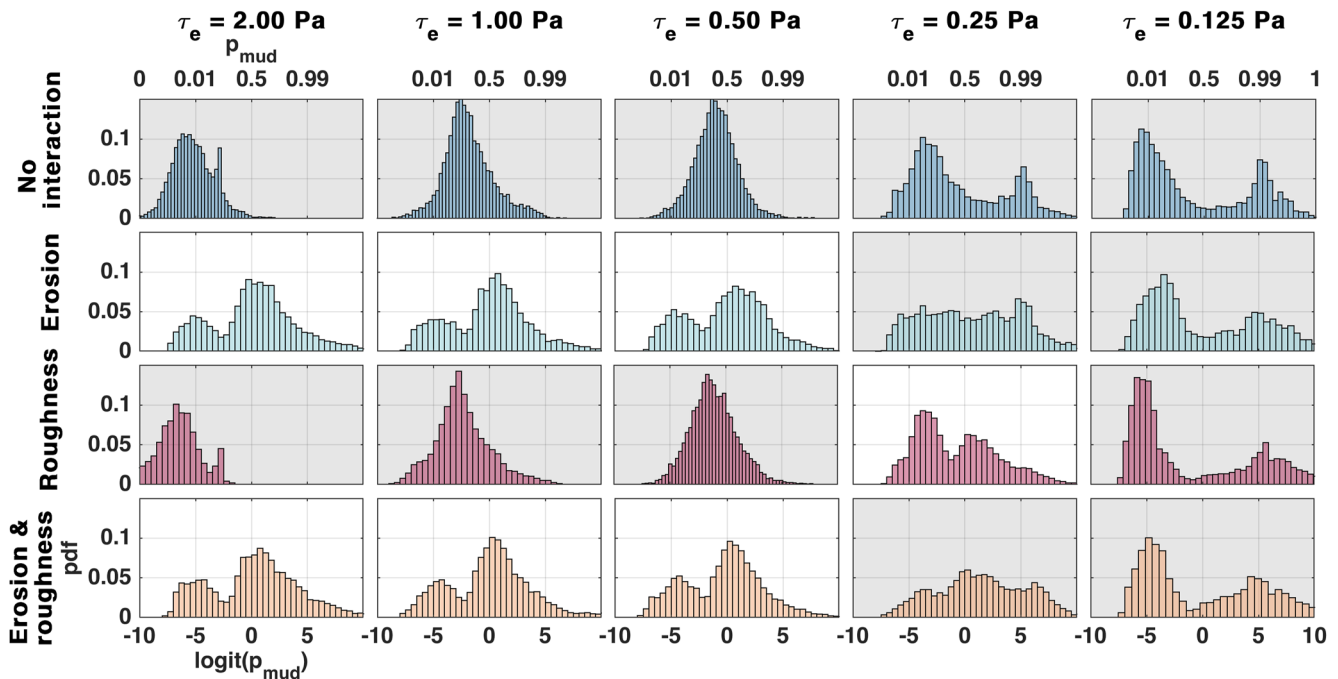 τe = 2.00 Pa τe = 1.00 Pa τe = 0.50 Pa τe = 0.25 Pa τe = 0.125 Pa
pmud
0 0.01 0.5 0.99 0.01 0.5 0.99 0.01 0.5 0.99 0.01 0.5 0.99 0.01 0.5 0.99 1
No
interaction
0.1
0.05
0
Erosion
0.1
0.05
0
Roughness
0.1
0.05
0
Erosion &
roughness
pdf
0.1
0.05
0
-10 -5 0 5 -10 -5 0 5 -10 -5 0 5 -10 -5 0 5 -10 -5 0 5 10
logit(pmud)